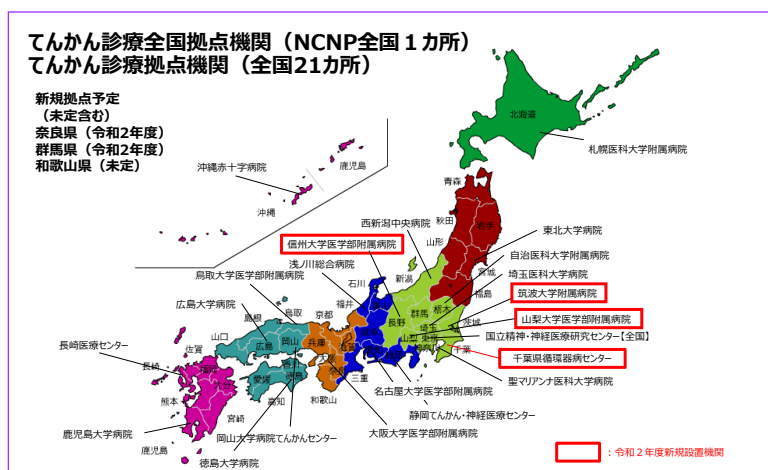 てんかん診療全国拠点機関（NCNP全国１カ所）
てんかん診療拠点機関（全国21カ所）
新規拠点予定
（未定含む）
奈良県（令和2年度）
群馬県（令和2年度）
和歌山県（未定）
北海道
札幌医科大学附属病院
鹿児島
沖縄赤十字病院
沖縄
青森
秋田
岩手
西新潟中央病院
山形
東北大学病院
信州大学医学部附属病院
宮城
自治医科大学附属病院
浅ノ川総合病院
新潟
埼玉医科大学病院
鳥取大学医学部附属病院
石川
福島
筑波大学附属病院
広島大学病院
福井
群馬
栃木
鳥取
京都
島根
長野
埼玉
茨城
山梨大学医学部附属病院
山口
広島
岡山
兵庫
山梨
東京
国立精神・神経医療研究センター【全国】
長崎医療センター
佐賀
千葉
千葉県循環器病センター
長崎
福岡
大分
愛媛
香川
徳島
三重
聖マリアンナ医科大学病院
熊本
高知
和歌山
名古屋大学医学部附属病院
宮崎
静岡てんかん・神経医療センター
鹿児島大学病院
岡山大学病院てんかんセンター
大阪大学医学部附属病院
鹿児島
徳島大学病院
：令和２年度新規設置機関